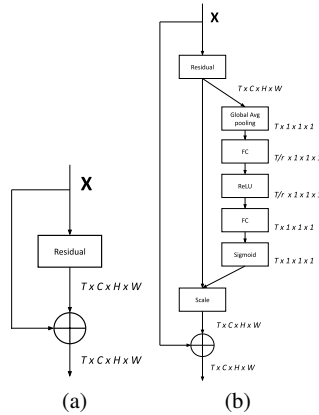 X
Residual
T x C x H x W
T x C x H x W
(a)
X
Residual
T x C x H x W
Global Avg
pooling
T x 1 x 1 x 1
FC
T/r x 1 x 1 x 1
ReLU
T/r x 1 x 1 x 1
FC
T x 1 x 1 x 1
Sigmoid
T x 1 x 1 x 1
Scale
T x C x H x W
T x C x H x W
(b)